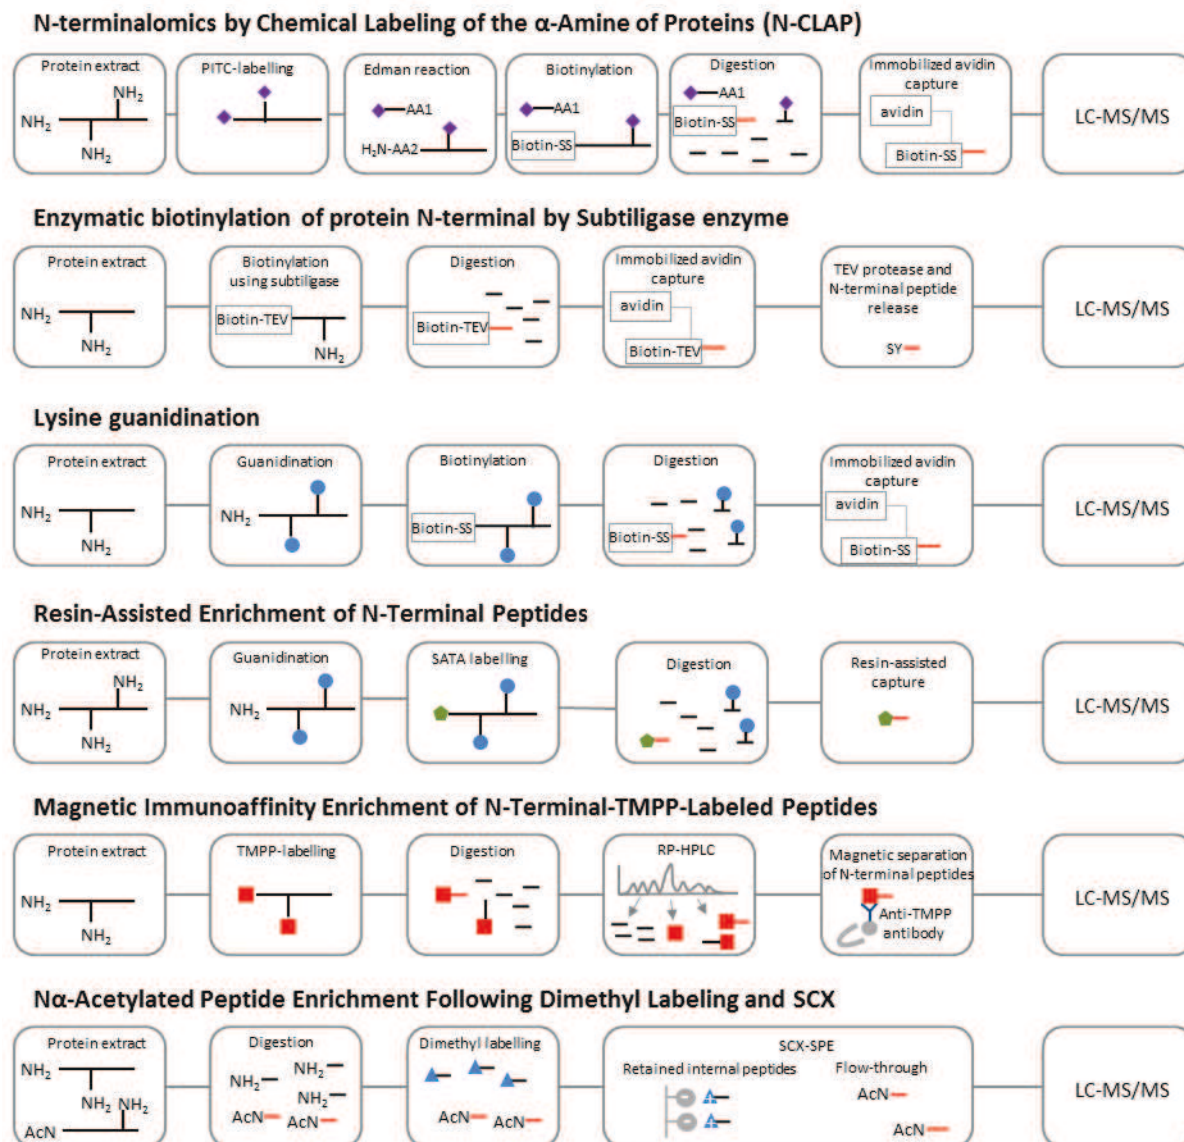 N-terminalomics by Chemical Labeling of the α-Amine of Proteins (N-CLAP)
Protein extract
NH2
NH2
NH2
PITC-labelling
Edman reaction
AA1
H2N-AA2
Biotinylation
AA1
Biotin-SS
Digestion
AA1
Biotin-SS
Immobilized avidin
capture
avidin
Biotin-SS
LC-MS/MS
Enzymatic biotinylation of protein N-terminal by Subtiligase enzyme
Protein extract
NH2
NH2
Biotinylation
using subtiligase
Biotin-TEV
NH2
Digestion
Biotin-TEV
Immobilized avidin
capture
avidin
Biotin-TEV
TEV protease and
N-terminal peptide
release
SY
LC-MS/MS
Lysine guanidination
Protein extract
NH2
NH2
Guanidination
NH2
Biotinylation
Biotin-SS
Digestion
Biotin-SS
Immobilized avidin
capture
avidin
Biotin-SS
LC-MS/MS
Resin-Assisted Enrichment of N-Terminal Peptides
Protein extract
NH2
NH2
NH2
Guanidination
NH2
SATA labelling
Digestion
Resin-assisted
capture
LC-MS/MS
Magnetic Immunoaffinity Enrichment of N-Terminal-TMPP-Labeled Peptides
Protein extract
NH2
NH2
TMPP-labelling
Digestion
RP-HPLC
Magnetic separation
of N-terminal peptides
Anti-TMPP
antibody
LC-MS/MS
Nα-Acetylated Peptide Enrichment Following Dimethyl Labeling and SCX
Protein extract
NH2
NH2 NH2
AcN
Digestion
NH2
NH2
NH2
AcN
AcN
Dimethyl labelling
AcN
AcN
SCX-SPE
Retained internal peptides
Flow-through
AcN
AcN
LC-MS/MS